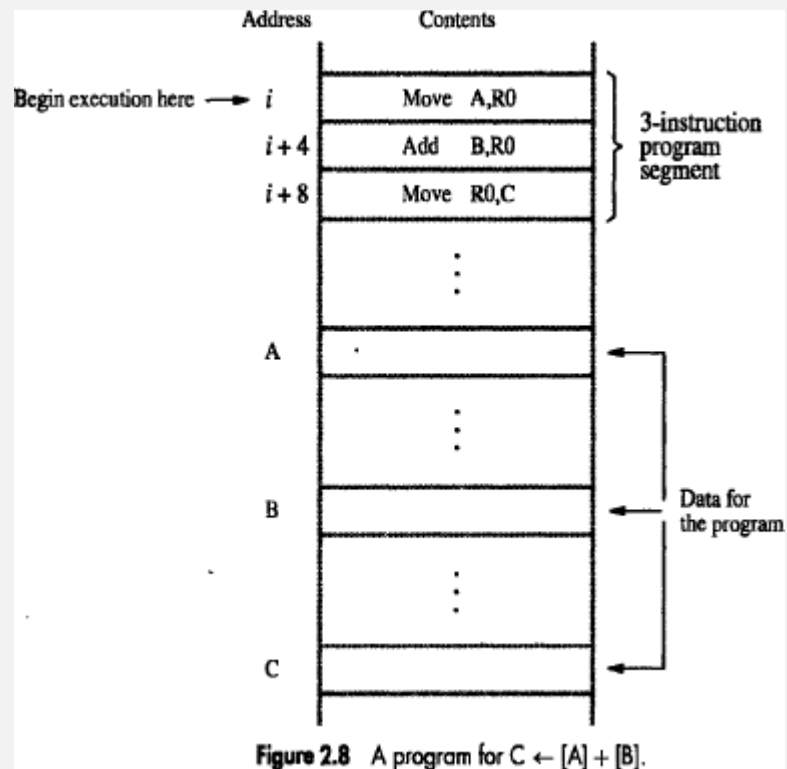 Address Contents
Begin execution here i Move A,R0
i + 4 Add B,R0
i + 8 Move R0,C
3-instruction
program
segment
A
B
Data for
the program
C
Figure 2.8 A program for C ← [A] + [B].